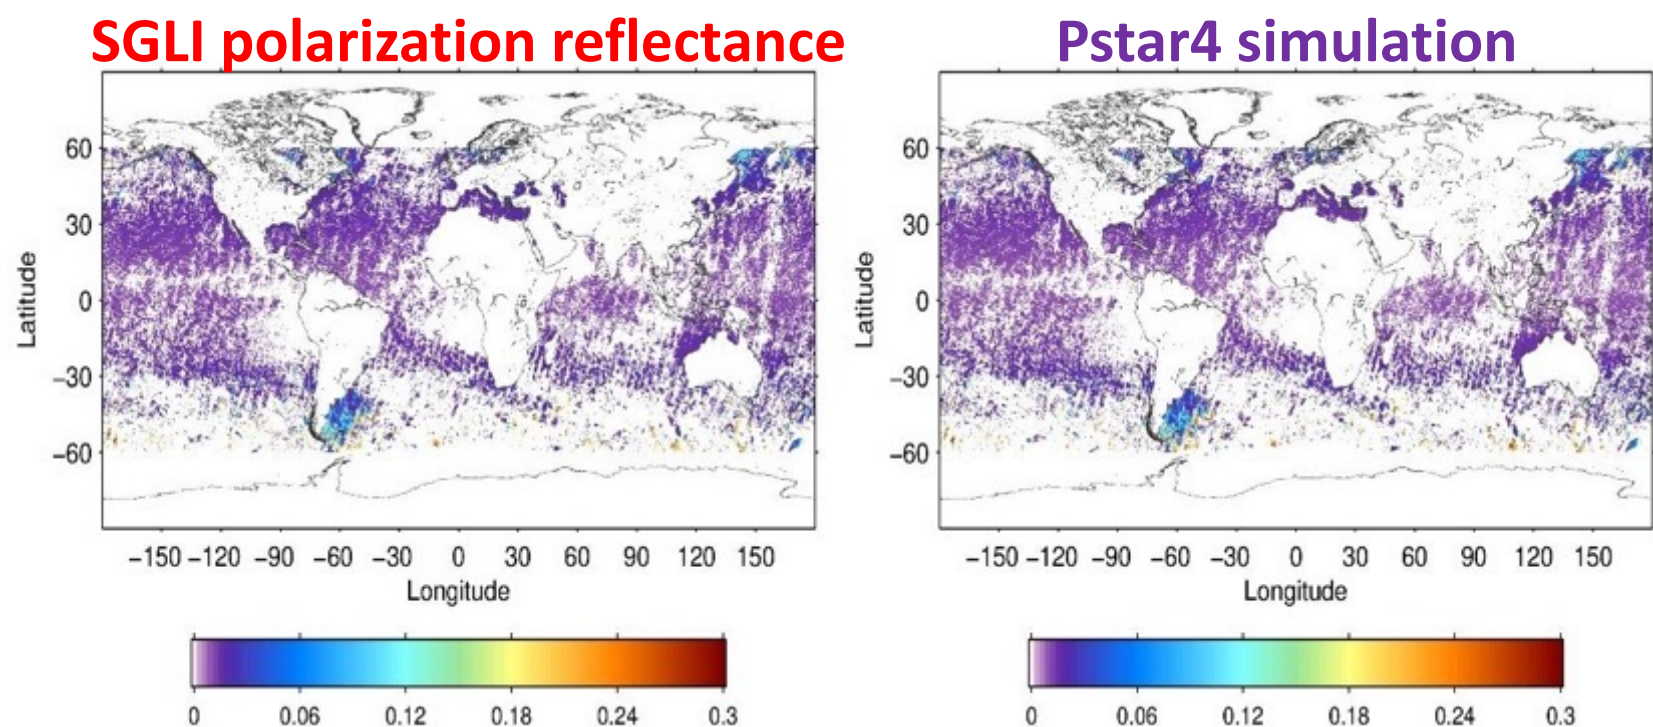 SGLI polarization reflectance
Pstar4 simulation
60
30
0
−30
−60
Latitude
−150 −120 −90 −60 −30 0 30 60 90 120 150
Longitude
0 0.06 0.12 0.18 0.24 0.3
60
30
0
−30
−60
Latitude
−150 −120 −90 −60 −30 0 30 60 90 120 150
Longitude
0 0.06 0.12 0.18 0.24 0.3